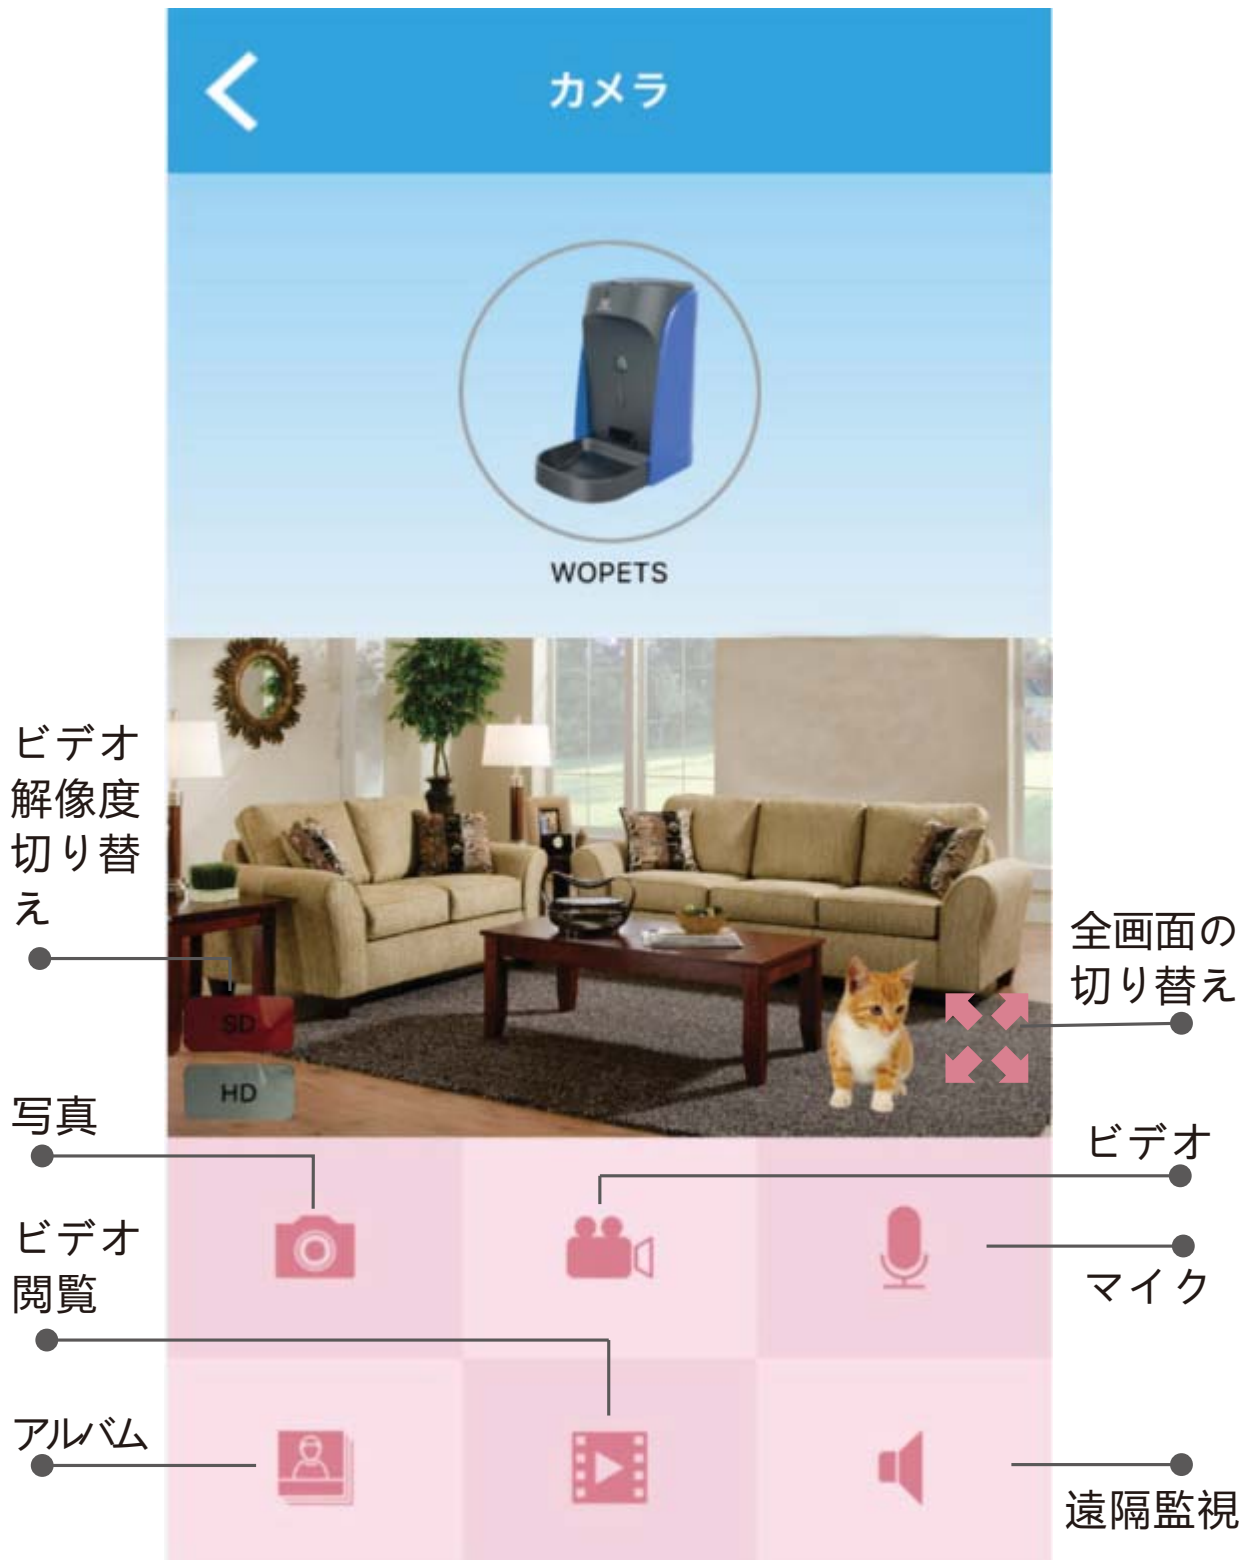 カメラ
WOPETS
ビデオ
解像度
切り替
え
全画面の
切り替え
SD
HD
写真
ビデオ
ビデオ
閲覧
マイク
アルバム
遠隔監視